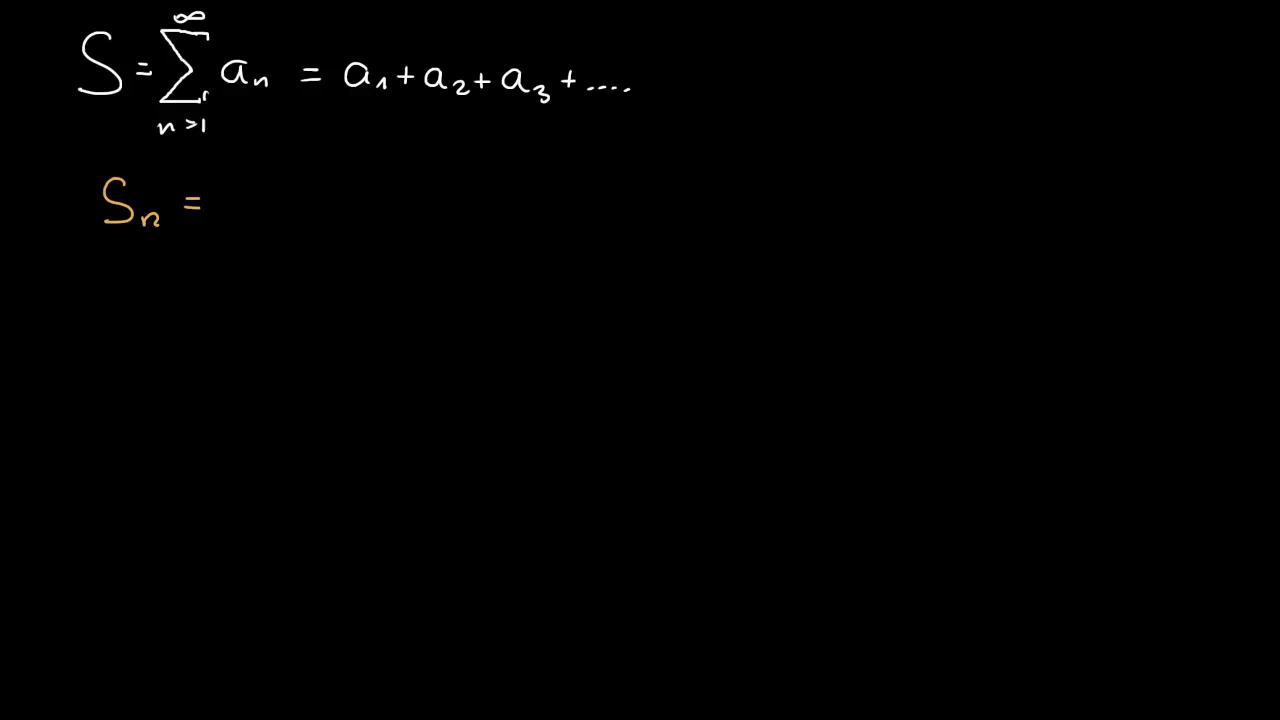 S = ∑_{n>1}^{∞} a_n = a_1 + a_2 + a_3 + ....
S_n =